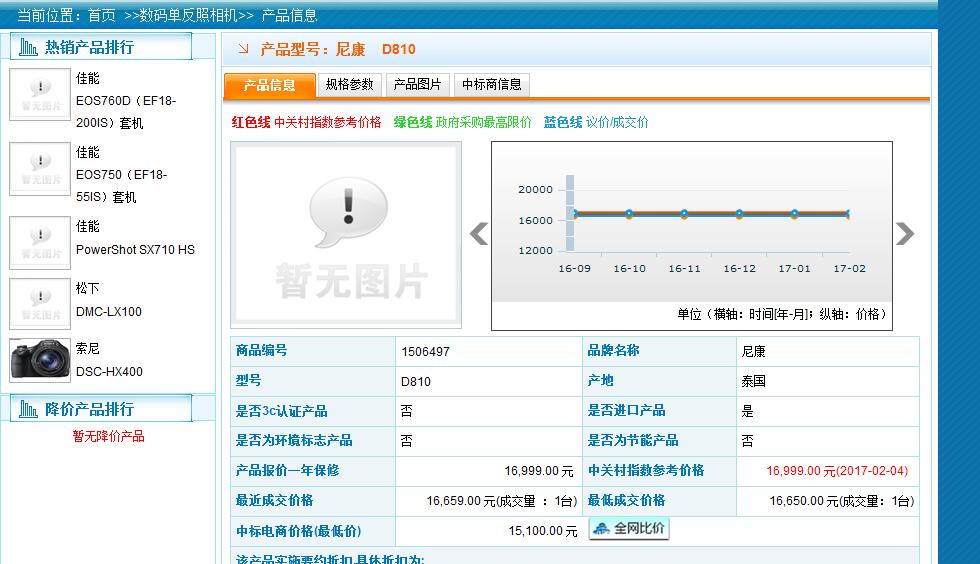 当前位置：首页 >>数码单反照相机>> 产品信息
热销产品排行
暂无图片
佳能
EOS760D（EF18-
200IS）套机
暂无图片
佳能
EOS750（EF18-
55IS）套机
暂无图片
佳能
PowerShot SX710 HS
暂无图片
松下
DMC-LX100
索尼
DSC-HX400
降价产品排行
暂无降价产品
产品型号：尼康 D810
产品信息 规格参数 产品图片 中标商信息
红色线 中关村指数参考价格 绿色线 政府采购最高限价 蓝色线 议价/成交价
暂无图片
20000
16000
12000
16-09 16-10 16-11 16-12 17-01 17-02
单位（横轴：时间[年-月]；纵轴：价格）
商品编号 1506497 品牌名称 尼康
型号 D810 产地 泰国
是否3c认证产品 否 是否进口产品 是
是否为环境标志产品 否 是否为节能产品 否
产品报价一年保修 16,999.00 元 中关村指数参考价格 16,999.00 元(2017-02-04)
最近成交价格 16,659.00 元(成交量 ：1台) 最低成交价格 16,650.00 元(成交量：1台)
中标电商价格(最低价) 15,100.00 元 全网比价
该产品实施要约折扣,具体折扣为: